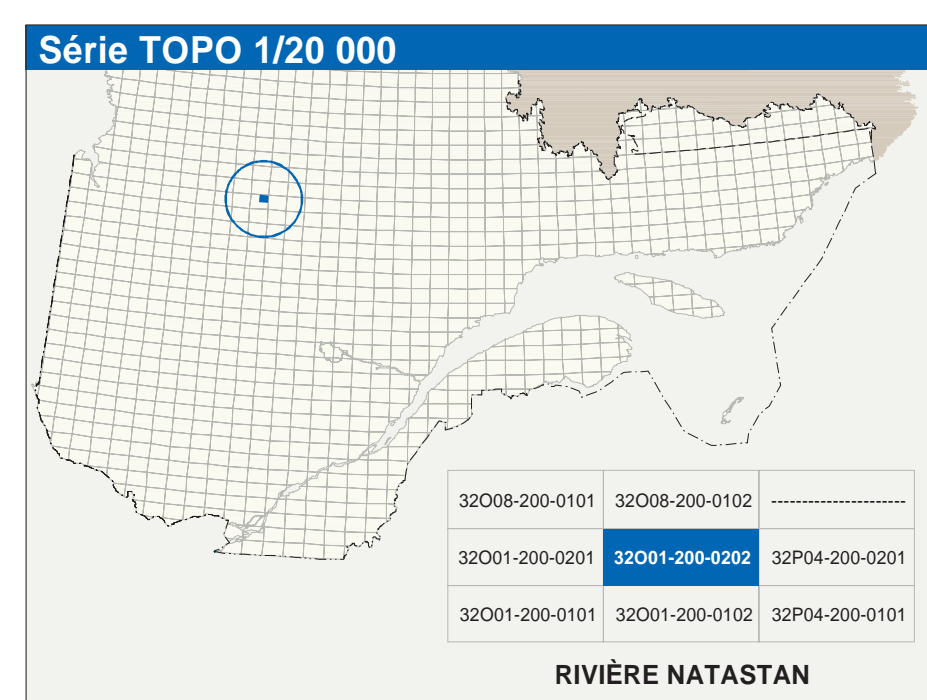 Série TOPO 1/20 000
32O08-200-0101 32O08-200-0102 ----------------------
32O01-200-0201 32O01-200-0202 32P04-200-0201
32O01-200-0101 32O01-200-0102 32P04-200-0101
RIVIÈRE NATASTAN